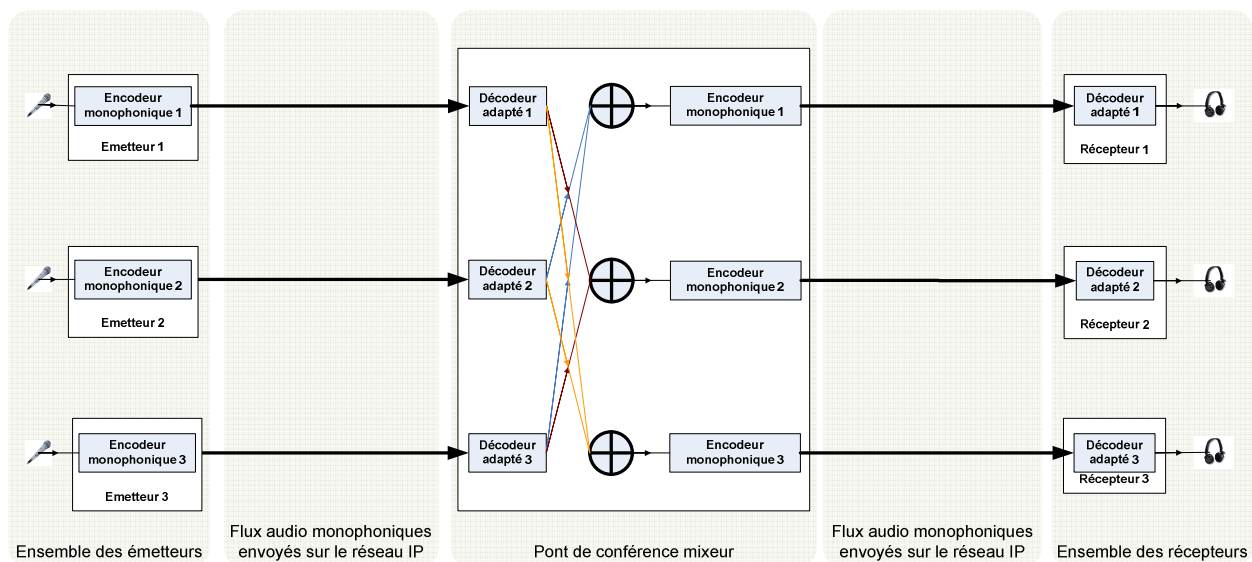 Encodeur
monophonique 1
Emetteur 1
Décodeur
adapté 1
Encodeur
monophonique 1
Décodeur
adapté 1
Récepteur 1
Encodeur
monophonique 2
Emetteur 2
Décodeur
adapté 2
Encodeur
monophonique 2
Décodeur
adapté 2
Récepteur 2
Encodeur
monophonique 3
Emetteur 3
Décodeur
adapté 3
Encodeur
monophonique 3
Décodeur
adapté 3
Récepteur 3
Ensemble des émetteurs
Flux audio monophoniques
envoyés sur le réseau IP
Pont de conférence mixeur
Flux audio monophoniques
envoyés sur le réseau IP
Ensemble des récepteurs